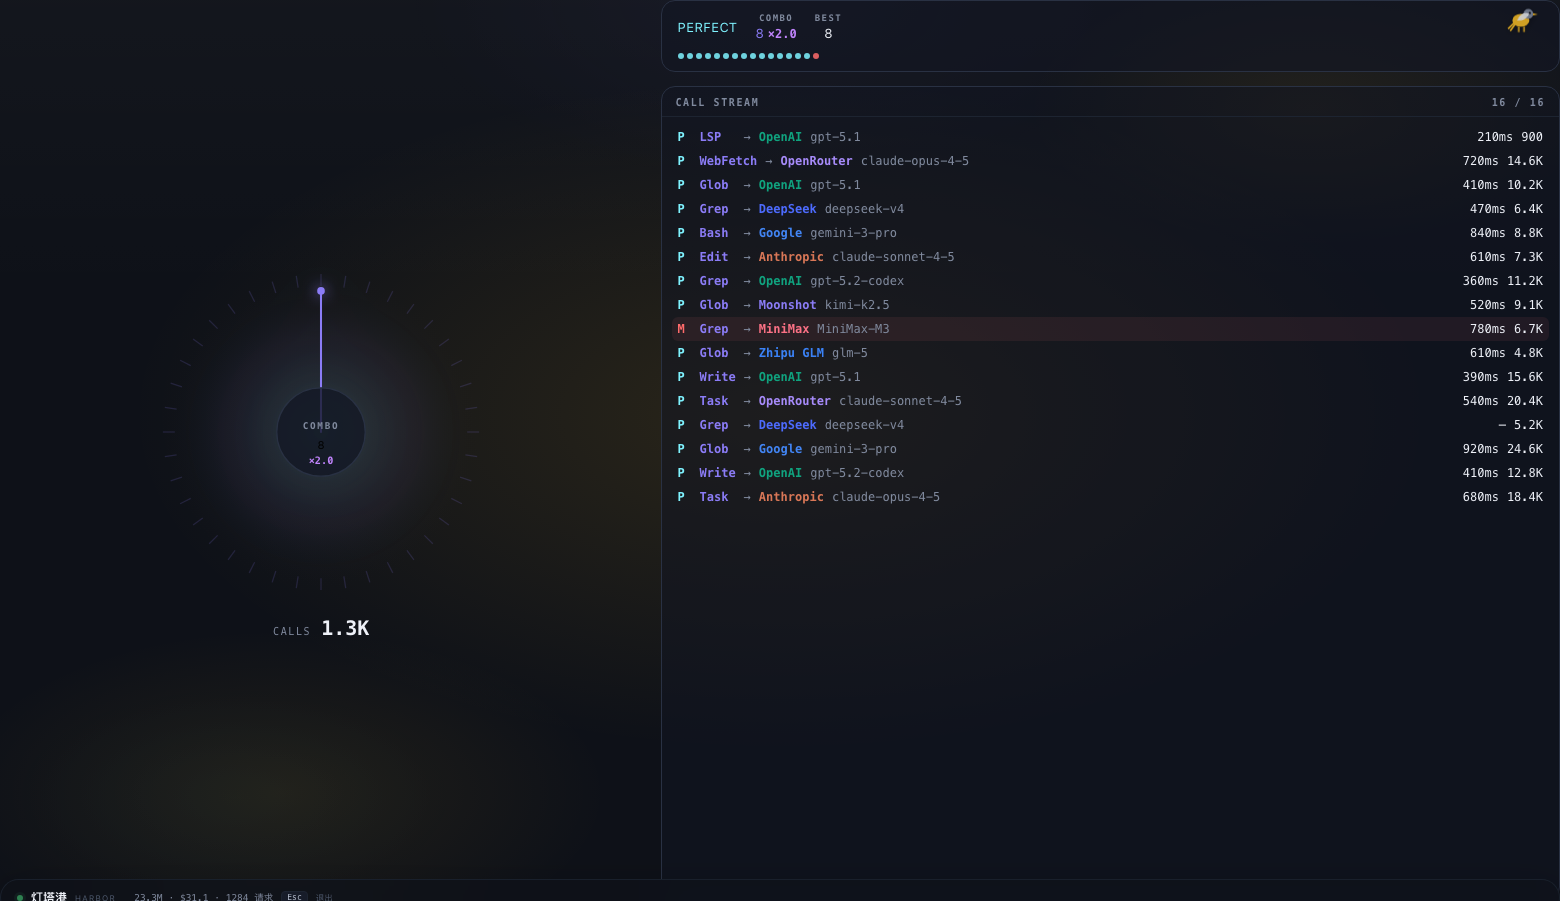 PERFECT
COMBO
8 ×2.0
BEST
8
CALL STREAM 16 / 16
P LSP → OpenAI gpt-5.1 210ms 900
P WebFetch → OpenRouter claude-opus-4-5 720ms 14.6K
P Glob → OpenAI gpt-5.1 410ms 10.2K
P Grep → DeepSeek deepseek-v4 470ms 6.4K
P Bash → Google gemini-3-pro 840ms 8.8K
P Edit → Anthropic claude-sonnet-4-5 610ms 7.3K
P Grep → OpenAI gpt-5.2-codex 360ms 11.2K
P Glob → Moonshot kimi-k2.5 520ms 9.1K
M Grep → MiniMax MiniMax-M3 780ms 6.7K
P Glob → Zhipu GLM glm-5 610ms 4.8K
P Write → OpenAI gpt-5.1 390ms 15.6K
P Task → OpenRouter claude-sonnet-4-5 540ms 20.4K
P Grep → DeepSeek deepseek-v4 — 5.2K
P Glob → Google gemini-3-pro 920ms 24.6K
P Write → OpenAI gpt-5.2-codex 410ms 12.8K
P Task → Anthropic claude-opus-4-5 680ms 18.4K
COMBO
8
×2.0
CALLS 1.3K
灯塔港 HARBOR 23.3M · $31.1 · 1284 请求 Esc 退出